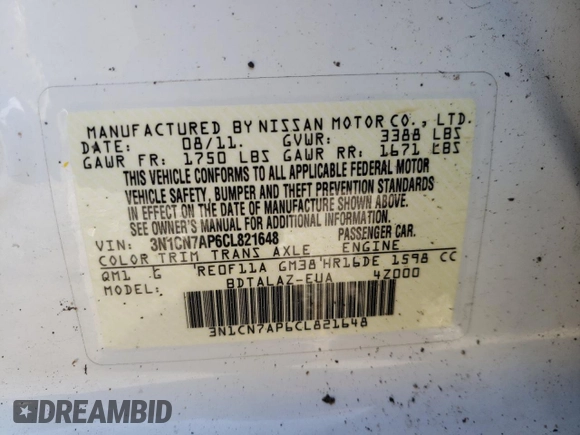 MANUFACTURED BY NISSAN MOTOR CO., LTD.
DATE: 08/11. GVWR: 3388 LBS
GAWR FR: 1750 LBS GAWR RR: 1671 LBS
THIS VEHICLE CONFORMS TO ALL APPLICABLE FEDERAL MOTOR
VEHICLE SAFETY, BUMPER AND THEFT PREVENTION STANDARDS
IN EFFECT ON THE DATE OF MANUFACTURE SHOWN ABOVE.
SEE OWNER'S MANUAL FOR ADDITIONAL INFORMATION.
VIN: 3N1CN7AP6CL821648 PASSENGER CAR.
COLOR TRIM TRANS AXLE ENGINE
QM1 G RE0F11A GM38 HR16DE 1598 CC
BDTALAZ-EUA 4Z000
3N1CN7AP6CL821648
DREAMBID